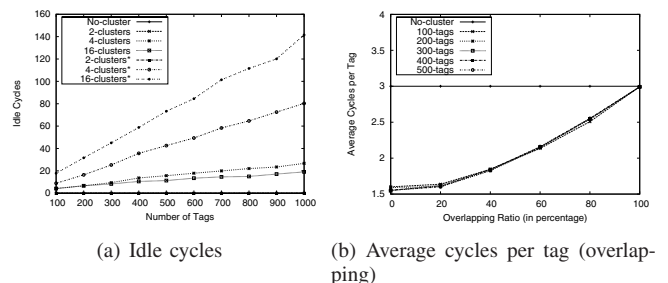 160
140
120
100
80
60
40
20
0
Idle Cycles
No-cluster
2-clusters
4-clusters
16-clusters
2-clusters*
4-clusters*
16-clusters*
100 200 300 400 500 600 700 800 900 1000
Number of Tags
(a) Idle cycles
4
3.5
3
2.5
2
1.5
Average Cycles per Tag
No-cluster
100-tags
200-tags
300-tags
400-tags
500-tags
0 20 40 60 80 100
Overlapping Ratio (in percentage)
(b) Average cycles per tag (overlap-
ping)